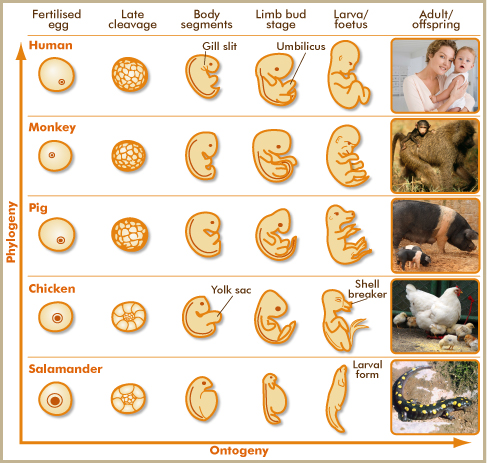 Fertilised
egg
Late
cleavage
Body
segments
Limb bud
stage
Larva/
foetus
Adult/
offspring
Human
Gill slit
Umbilicus
Monkey
Pig
Chicken
Yolk sac
Shell
breaker
Salamander
Larval
form
Phylogeny
Ontogeny